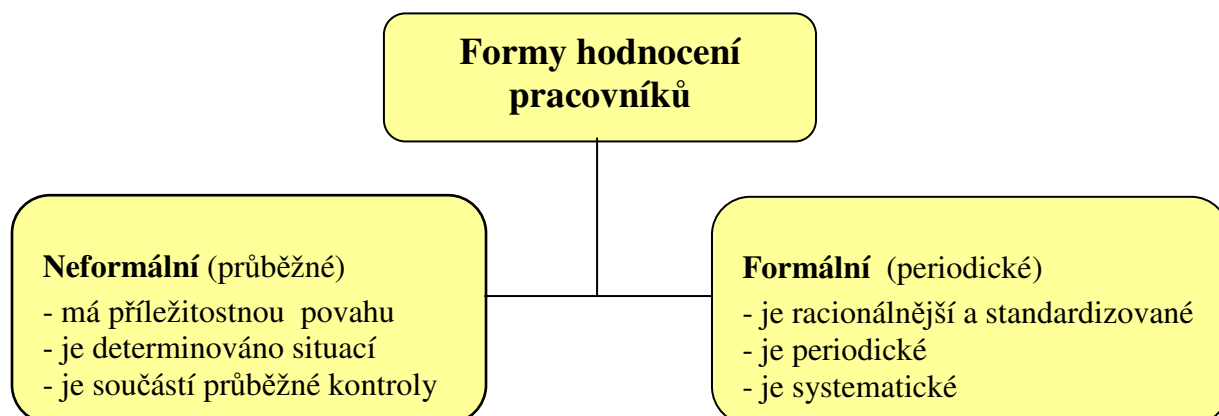 Formy hodnocení
pracovníků
Neformální (průběžné)
- má příležitostnou povahu
- je determinováno situací
- je součástí průběžné kontroly
Formální (periodické)
- je racionálnější a standardizované
- je periodické
- je systematické